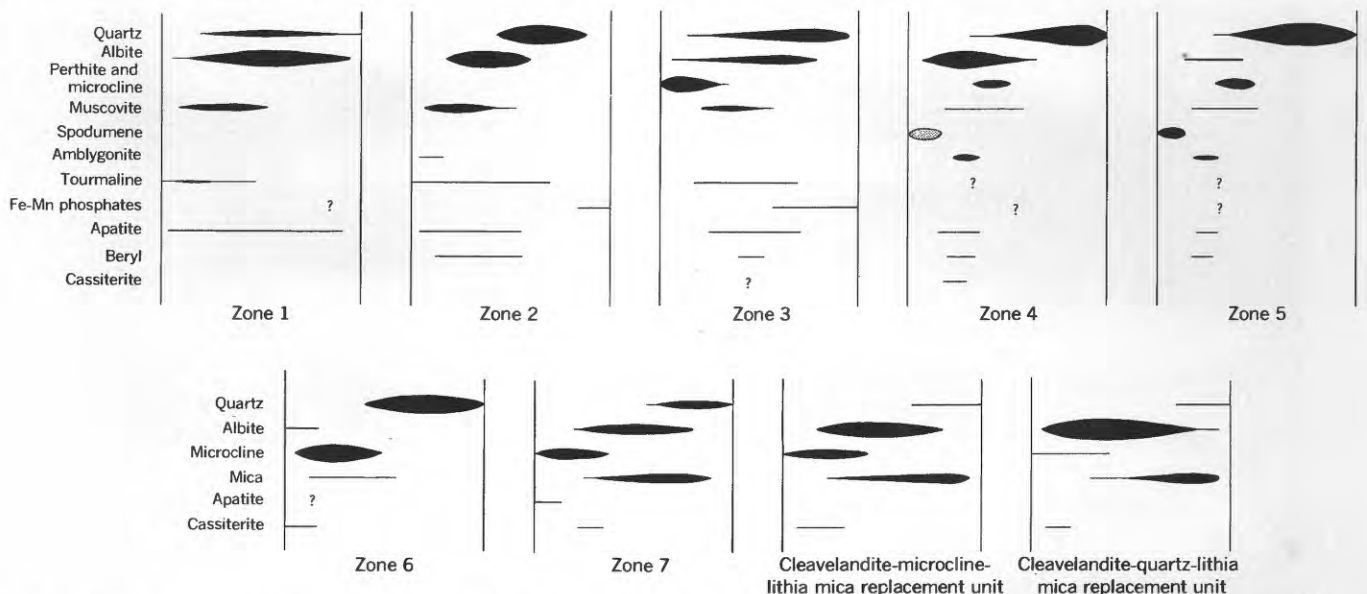 Quartz
Albite
Perthite and
microcline
Muscovite
Spodumene
Amblygonite
Tourmaline
? ?
Fe-Mn phosphates
? ? ?
Apatite
Beryl
Cassiterite
?
Zone 1 Zone 2 Zone 3 Zone 4 Zone 5
Quartz
Albite
Microcline
Mica
Apatite
?
Cassiterite
Zone 6 Zone 7 Cleavelandite-microcline-
lithia mica replacement unit
Cleavelandite-quartz-lithia
mica replacement unit